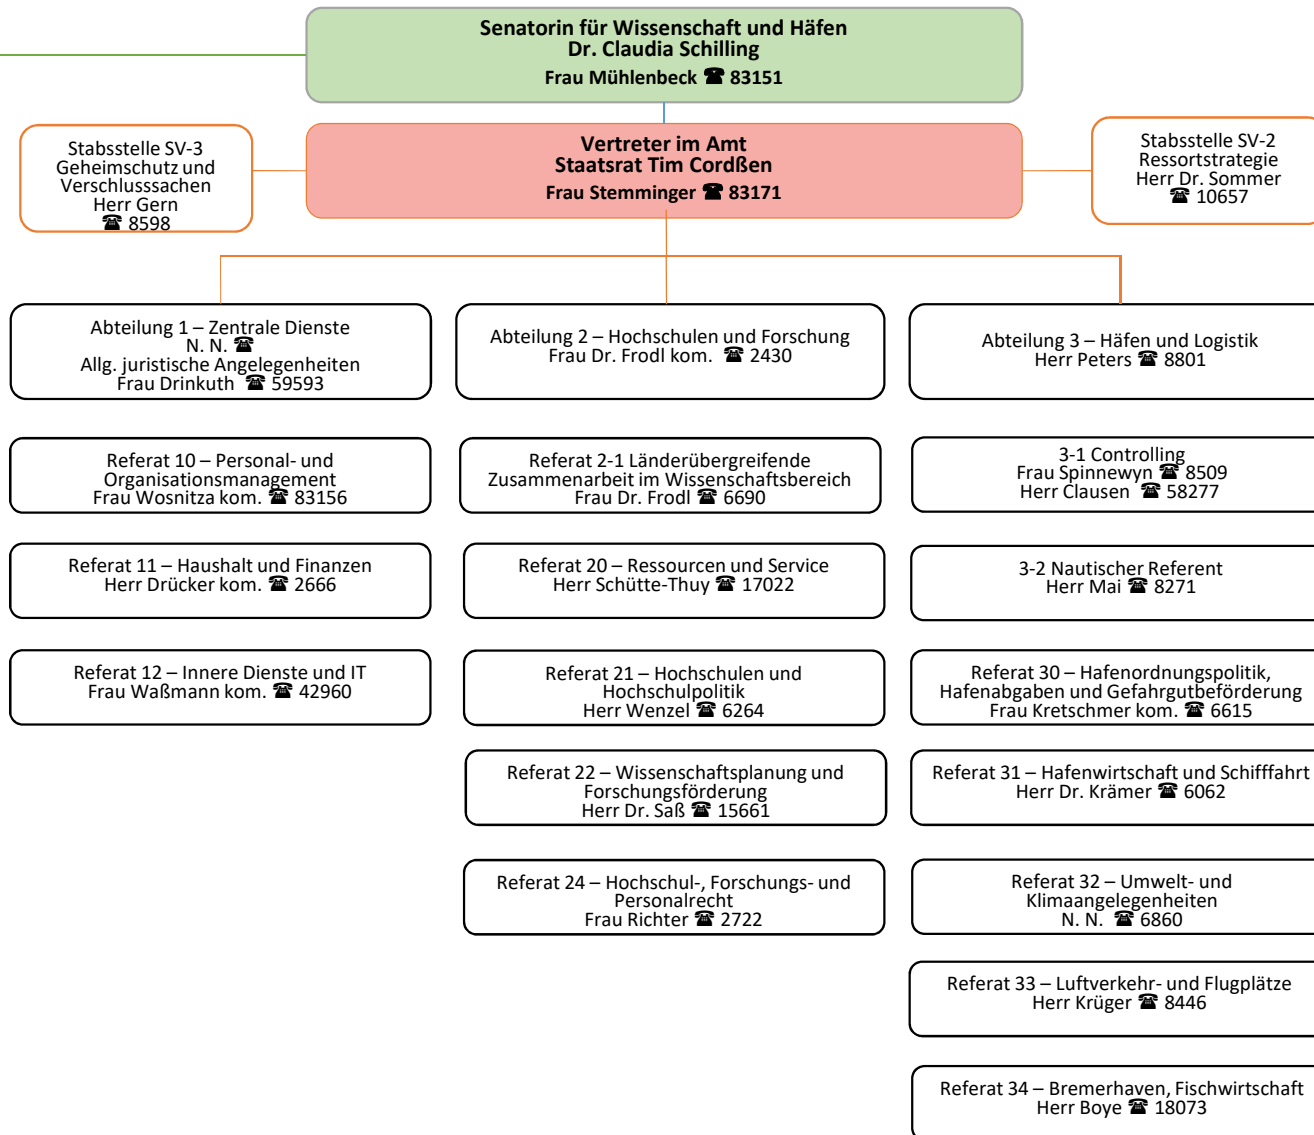 Senatorin für Wissenschaft und Häfen
Dr. Claudia Schilling
Frau Mühlenbeck ☎ 83151
Stabsstelle SV-3
Geheimschutz und
Verschlusssachen
Herr Gern
☎ 8598
Vertreter im Amt
Staatsrat Tim Cordßen
Frau Stemminger ☎ 83171
Stabsstelle SV-2
Ressortstrategie
Herr Dr. Sommer
☎ 10657
Abteilung 1 – Zentrale Dienste
N. N. ☎
Allg. juristische Angelegenheiten
Frau Drinkuth ☎ 59593
Abteilung 2 – Hochschulen und Forschung
Frau Dr. Frodl kom. ☎ 2430
Abteilung 3 – Häfen und Logistik
Herr Peters ☎ 8801
Referat 10 – Personal- und
Organisationsmanagement
Frau Wosnitza kom. ☎ 83156
Referat 2-1 Länderübergreifende
Zusammenarbeit im Wissenschaftsbereich
Frau Dr. Frodl ☎ 6690
3-1 Controlling
Frau Spinnewyn ☎ 8509
Herr Clausen ☎ 58277
Referat 11 – Haushalt und Finanzen
Herr Drücker kom. ☎ 2666
Referat 20 – Ressourcen und Service
Herr Schütte-Thuy ☎ 17022
3-2 Nautischer Referent
Herr Mai ☎ 8271
Referat 12 – Innere Dienste und IT
Frau Waßmann kom. ☎ 42960
Referat 21 – Hochschulen und
Hochschulpolitik
Herr Wenzel ☎ 6264
Referat 30 – Hafenordnungspolitik,
Hafenabgaben und Gefahrgutbeförderung
Frau Kretschmer kom. ☎ 6615
Referat 22 – Wissenschaftsplanung und
Forschungsförderung
Herr Dr. Saß ☎ 15661
Referat 31 – Hafenwirtschaft und Schifffahrt
Herr Dr. Krämer ☎ 6062
Referat 24 – Hochschul-, Forschungs- und
Personalrecht
Frau Richter ☎ 2722
Referat 32 – Umwelt- und
Klimaangelegenheiten
N. N. ☎ 6860
Referat 33 – Luftverkehr- und Flugplätze
Herr Krüger ☎ 8446
Referat 34 – Bremerhaven, Fischwirtschaft
Herr Boye ☎ 18073